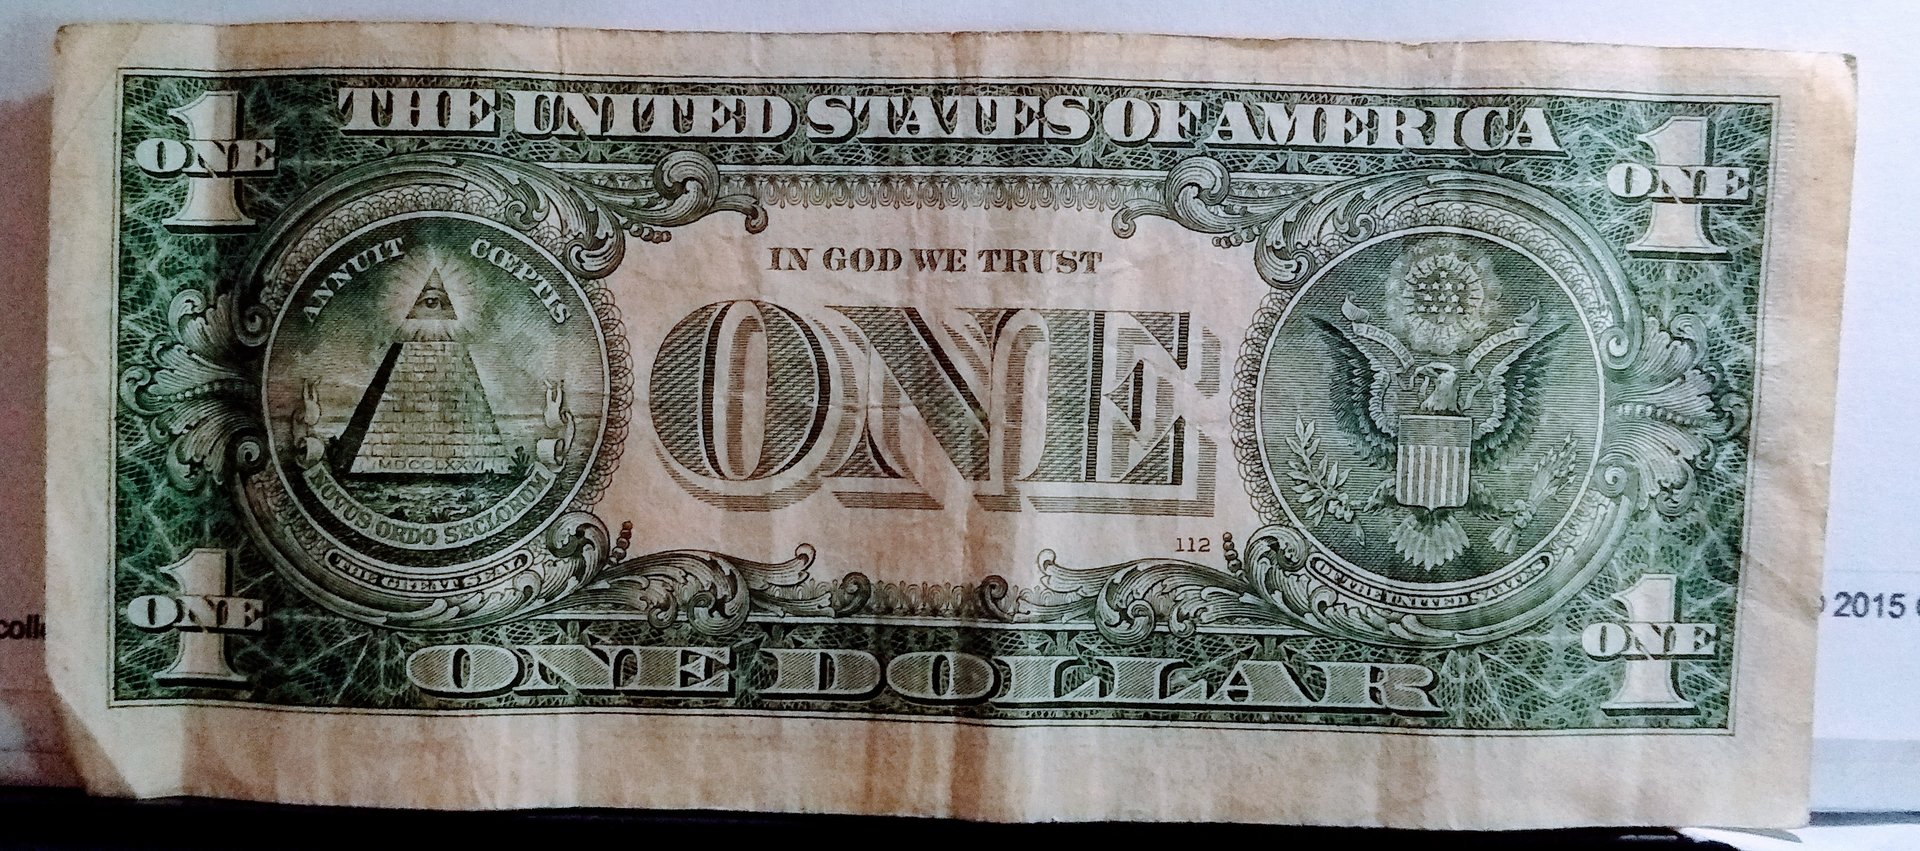 1
ONE
THE UNITED STATES OF AMERICA
1
ONE
ANNUIT CŒPTIS
IN GOD WE TRUST
ONE
MDCCLXXVI
NOVUS ORDO SECLORUM
THE GREAT SEAL
112
OF THE UNITED STATES
1
ONE
ONE DOLLAR
1
ONE
2015